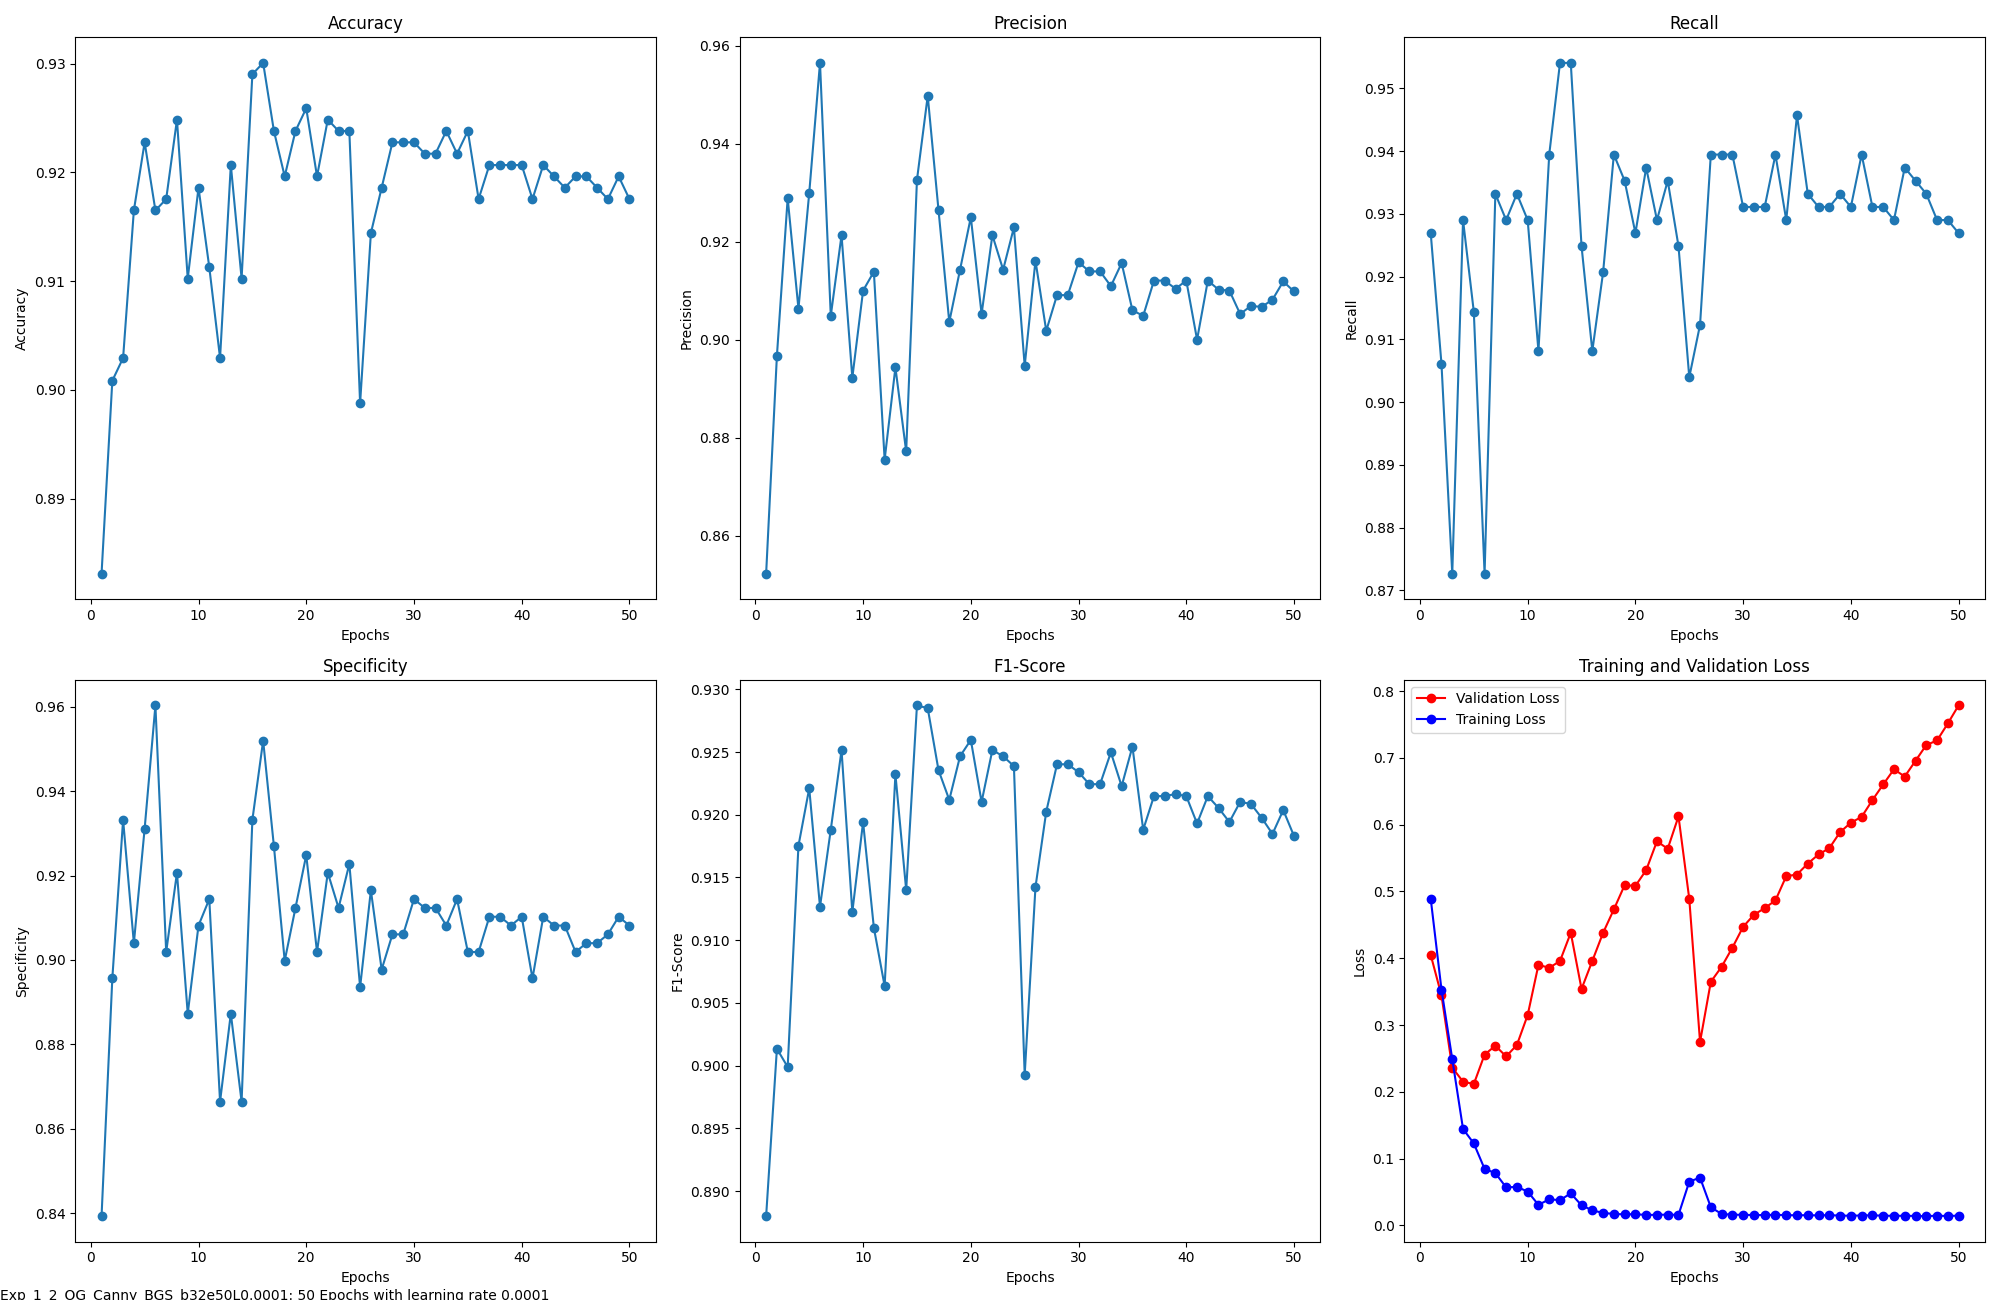 Accuracy
0.93
0.92
0.91
0.90
0.89
Accuracy
0 10 20 30 40 50
Epochs
Precision
0.96
0.94
0.92
0.90
0.88
0.86
Precision
0 10 20 30 40 50
Epochs
Recall
0.95
0.94
0.93
0.92
0.91
0.90
0.89
0.88
0.87
Recall
0 10 20 30 40 50
Epochs
Specificity
0.96
0.94
0.92
0.90
0.88
0.86
0.84
Specificity
0 10 20 30 40 50
Epochs
F1-Score
0.930
0.925
0.920
0.915
0.910
0.905
0.900
0.895
0.890
F1-Score
0 10 20 30 40 50
Epochs
Training and Validation Loss
Validation Loss
Training Loss
0.8
0.7
0.6
0.5
0.4
0.3
0.2
0.1
0.0
Loss
0 10 20 30 40 50
Epochs
Exp_1_2_OG_Canny_BGS_b32e50L0.0001: 50 Epochs with learning rate 0.0001